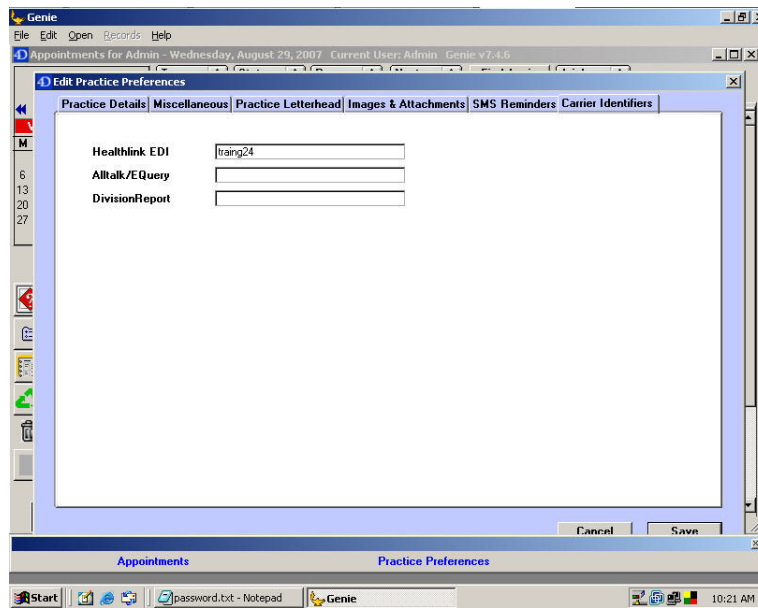 Genie
File Edit Open Records Help
Appointments for Admin - Wednesday, August 29, 2007 Current User: Admin Genie v7.4.6
Edit Practice Preferences
Practice Details Miscellaneous Practice Letterhead Images & Attachments SMS Reminders Carrier Identifiers
M
6
13
20
27
Healthlink EDI traing24
Alltalk/EQuery
DivisionReport
Cancel Save
Appointments Practice Preferences
Start password.txt - Notepad Genie 10:21 AM